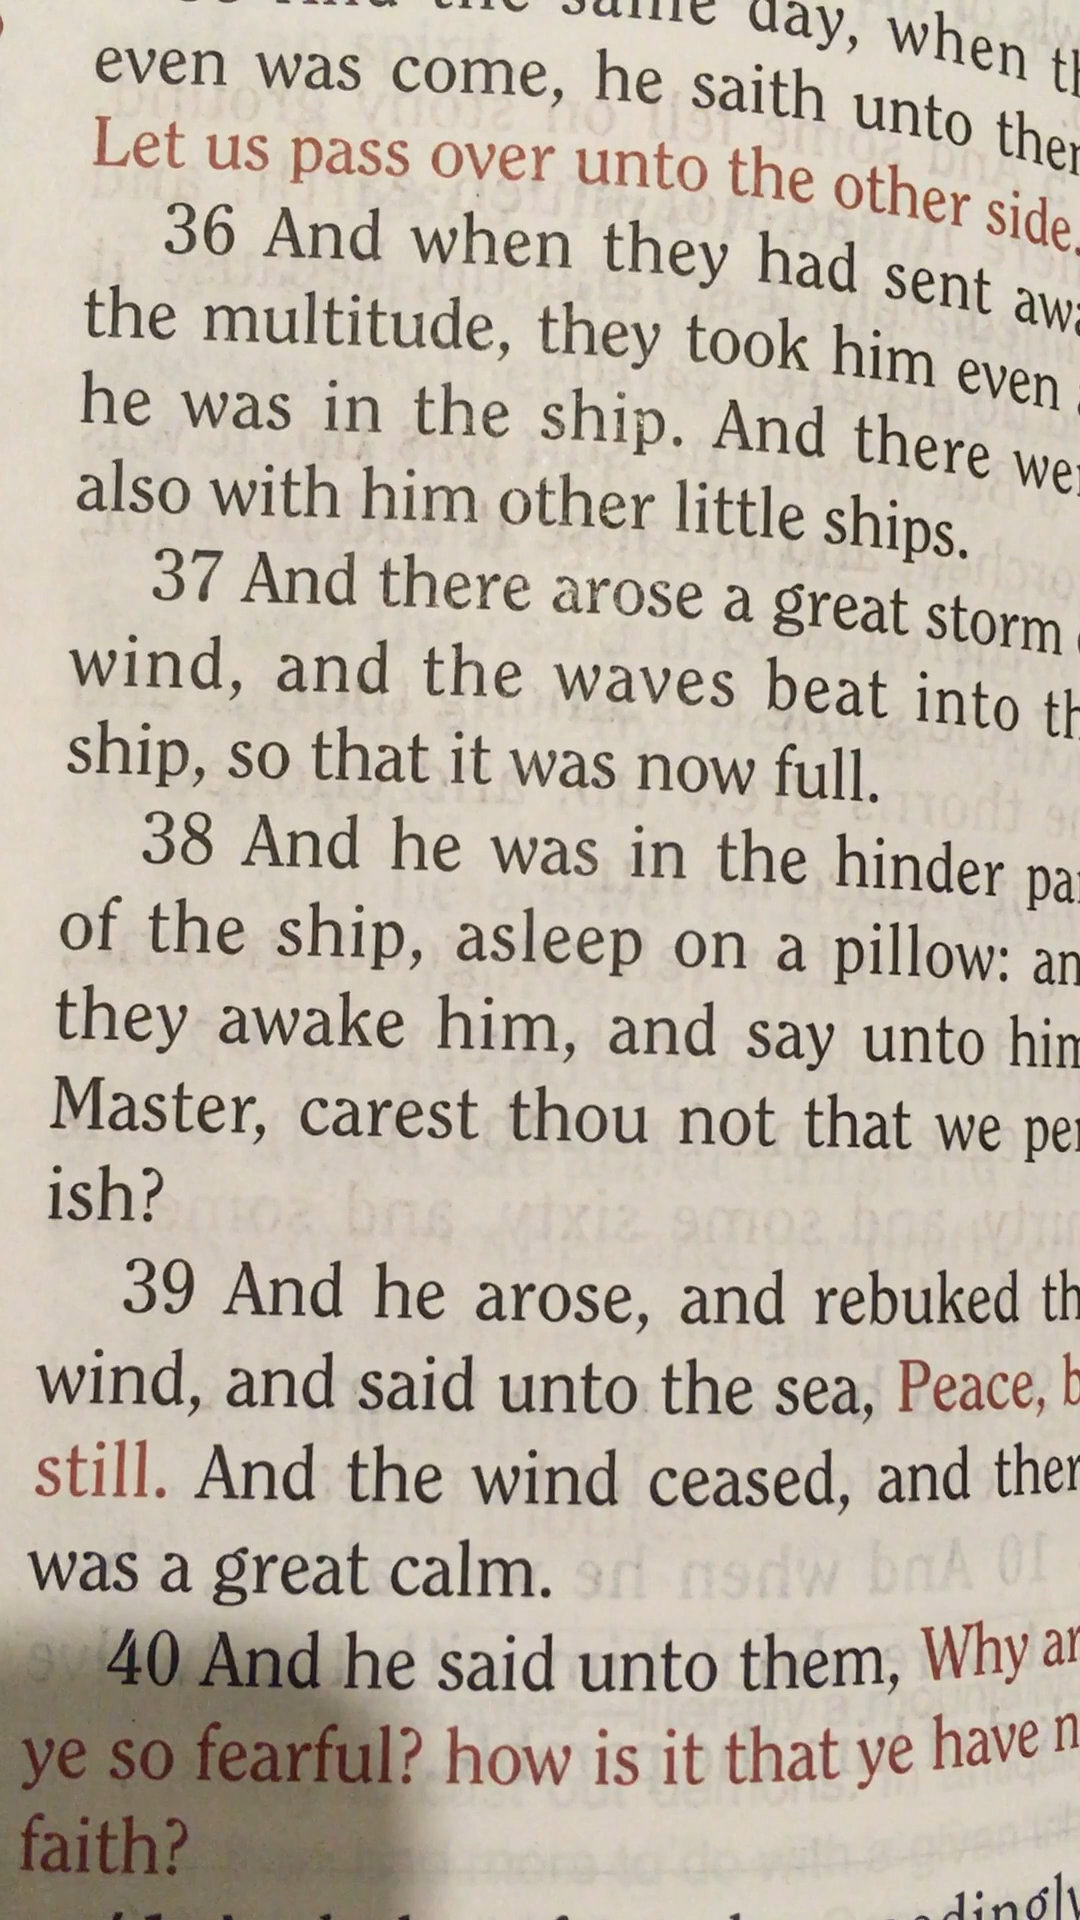 the same day, when
even was come, he saith unto
Let us pass over unto the other side.
36 And when they had sent
the multitude, they took him even
he was in the ship. And there
also with him other little ships.
37 And there arose a great storm
wind, and the waves beat into
ship, so that it was now full.
38 And he was in the hinder
of the ship, asleep on a pillow:
they awake him, and say unto
Master, carest thou not that we
ish?
39 And he arose, and rebuked
wind, and said unto the sea, Peace,
still. And the wind ceased, and
was a great calm.
40 And he said unto them, Why
ye so fearful? how is it that ye have
faith?